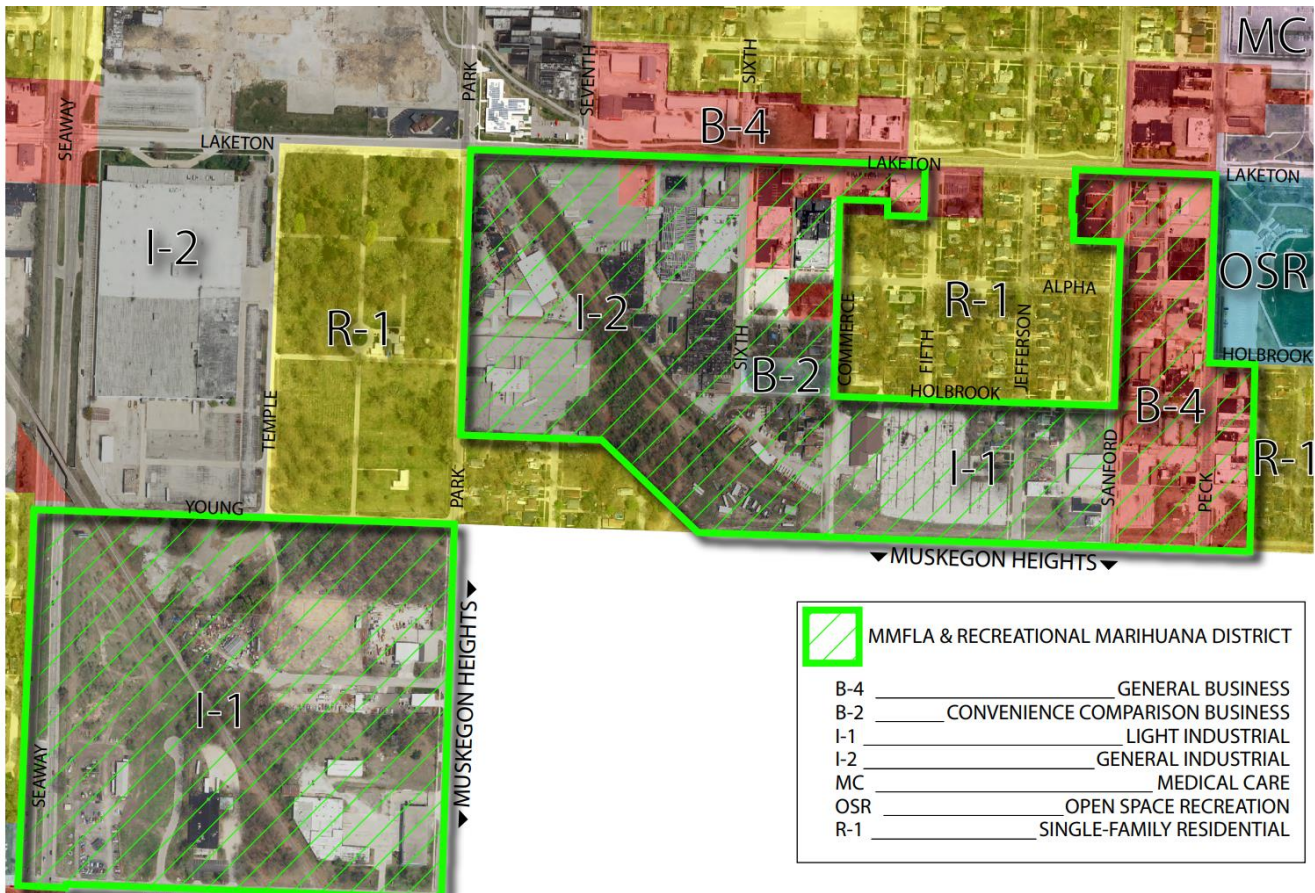 MC
SEAWAY
PARK
SEVENTH
SIXTH
LAKETON
B-4
LAKETON
LAKETON
I-2
OSR
R-1
I-2
R-1
ALPHA
SIXTH
B-2
COMMERCE
FIFTH
JEFFERSON
HOLBROOK
HOLBROOK
TEMPLE
PARK
B-4
I-1
SANFORD
PECK
R-1
YOUNG
MUSKEGON HEIGHTS
MUSKEGON HEIGHTS
I-1
SEAWAY
MMFLA & RECREATIONAL MARIHUANA DISTRICT
B-4 GENERAL BUSINESS
B-2 CONVENIENCE COMPARISON BUSINESS
I-1 LIGHT INDUSTRIAL
I-2 GENERAL INDUSTRIAL
MC MEDICAL CARE
OSR OPEN SPACE RECREATION
R-1 SINGLE-FAMILY RESIDENTIAL